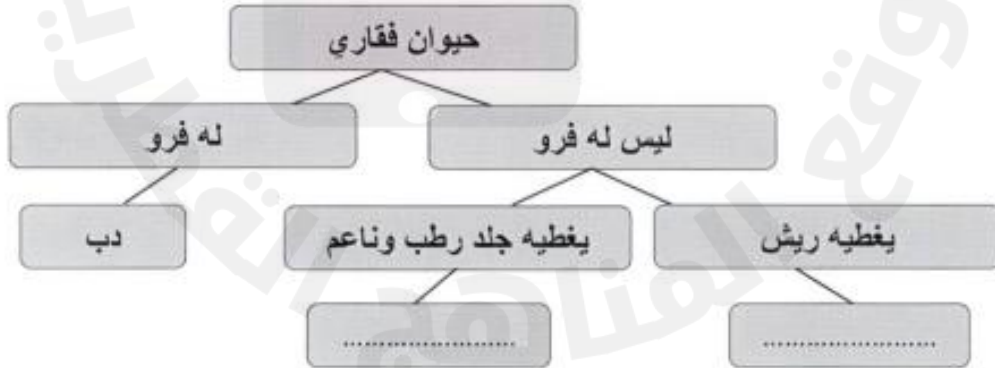 حيوان فقاري
ليس له فرو
له فرو
يغطيه ريش
يغطيه جلد رطب وناعم
دب
........................
........................